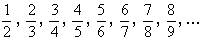 1/2, 2/3, 3/4, 4/5, 5/6, 6/7, 7/8, 8/9, ...